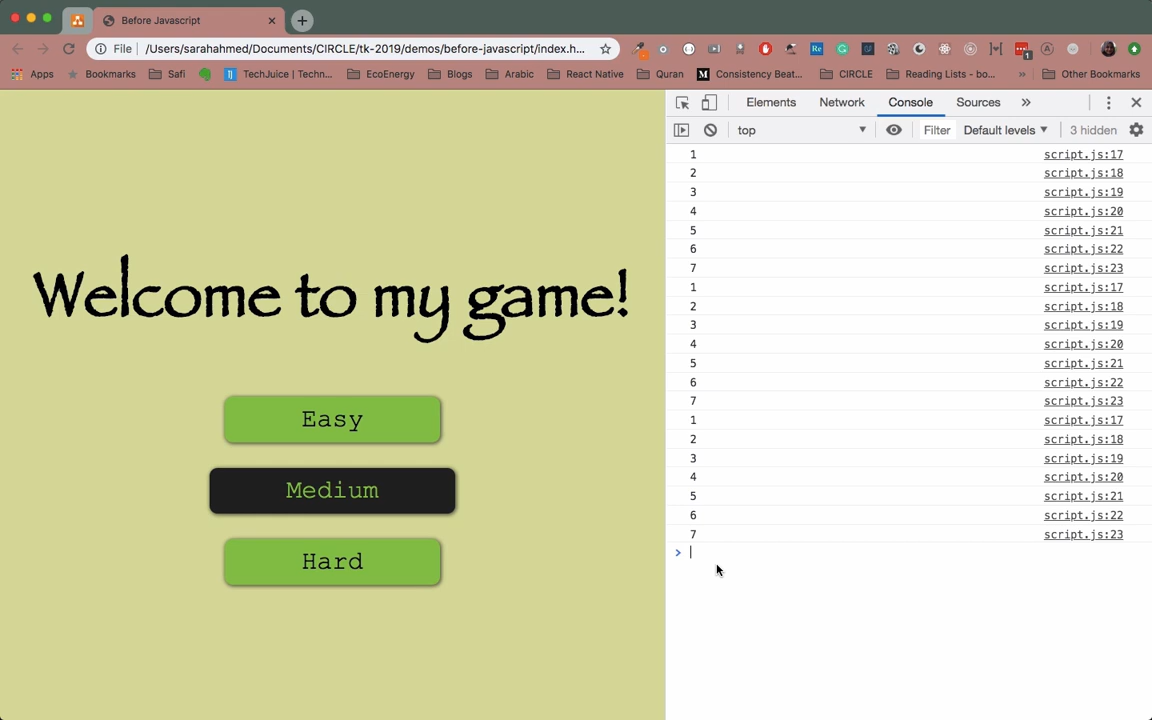 Before Javascript
File | /Users/sarahahmed/Documents/CIRCLE/tk-2019/demos/before-javascript/index.h...
Apps Bookmarks Safi TechJuice | Techn... EcoEnergy Blogs Arabic React Native Quran M Consistency Beat... CIRCLE Reading Lists - bo... » Other Bookmarks
Elements Network Console Sources »
top Filter Default levels 3 hidden
1 script.js:17
2 script.js:18
3 script.js:19
4 script.js:20
5 script.js:21
6 script.js:22
7 script.js:23
1 script.js:17
2 script.js:18
3 script.js:19
4 script.js:20
5 script.js:21
6 script.js:22
7 script.js:23
1 script.js:17
2 script.js:18
3 script.js:19
4 script.js:20
5 script.js:21
6 script.js:22
7 script.js:23
>
Welcome to my game!
Easy
Medium
Hard